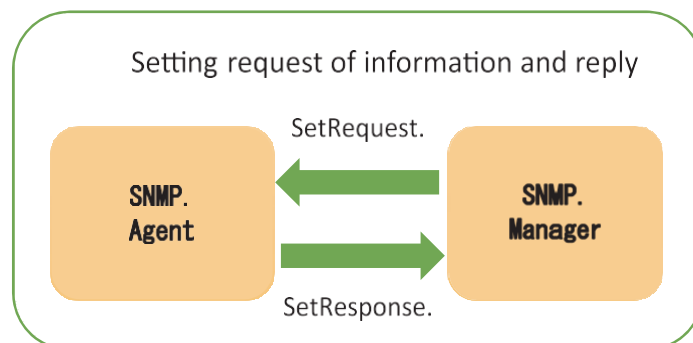 Setting request of information and reply
SetRequest.
SNMP.
Agent
SNMP.
Manager
SetResponse.